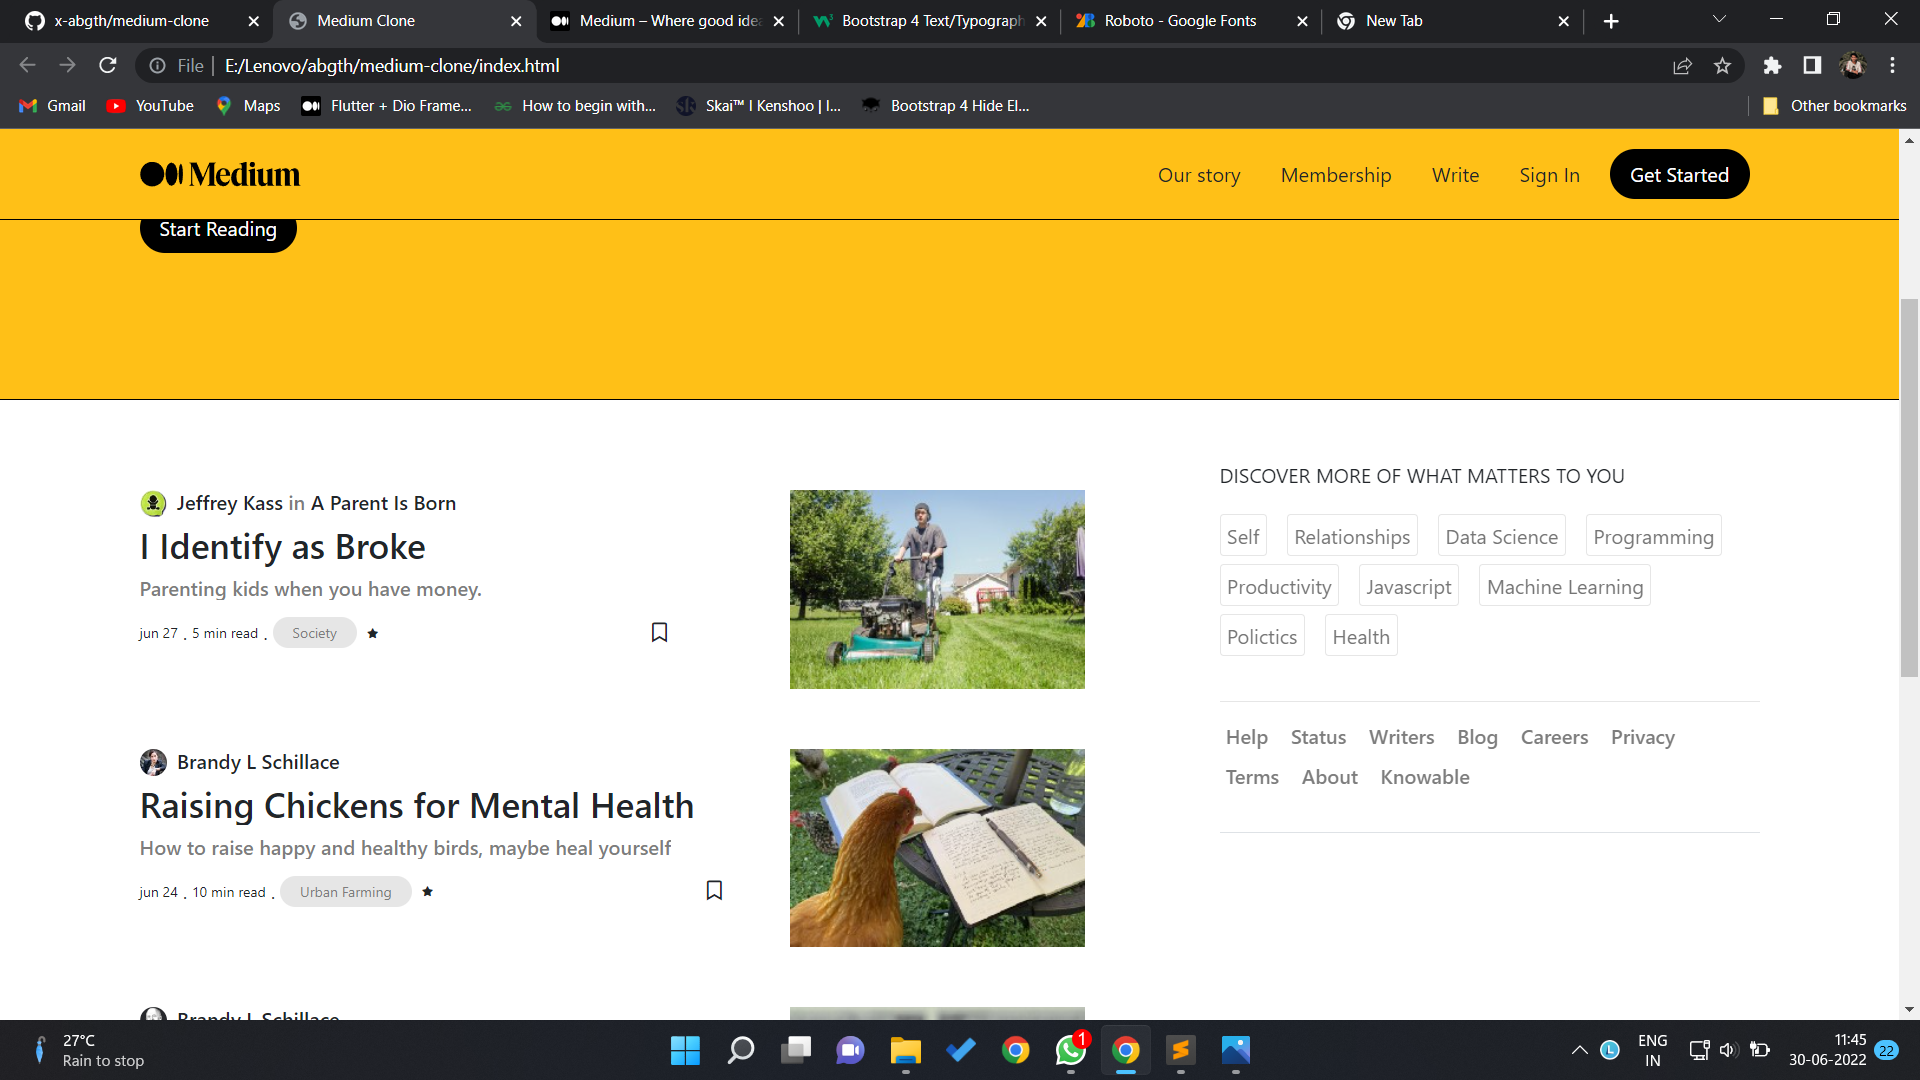 x-abgth/medium-clone
Medium Clone
Medium – Where good idea
Bootstrap 4 Text/Typograph
Roboto - Google Fonts
New Tab
File | E:/Lenovo/abgth/medium-clone/index.html
Gmail
YouTube
Maps
Flutter + Dio Frame...
How to begin with...
Skai™ | Kenshoo | I...
Bootstrap 4 Hide El...
Other bookmarks
Medium
Our story
Membership
Write
Sign In
Get Started
Start Reading
Jeffrey Kass in A Parent Is Born
I Identify as Broke
Parenting kids when you have money.
jun 27 . 5 min read . Society
Brandy L Schillace
Raising Chickens for Mental Health
How to raise happy and healthy birds, maybe heal yourself
jun 24 . 10 min read . Urban Farming
Brandy L Schillace
DISCOVER MORE OF WHAT MATTERS TO YOU
Self Relationships Data Science Programming
Productivity Javascript Machine Learning
Polictics Health
Help Status Writers Blog Careers Privacy
Terms About Knowable
27°C
Rain to stop
1
L
ENG
IN
11:45
30-06-2022
22